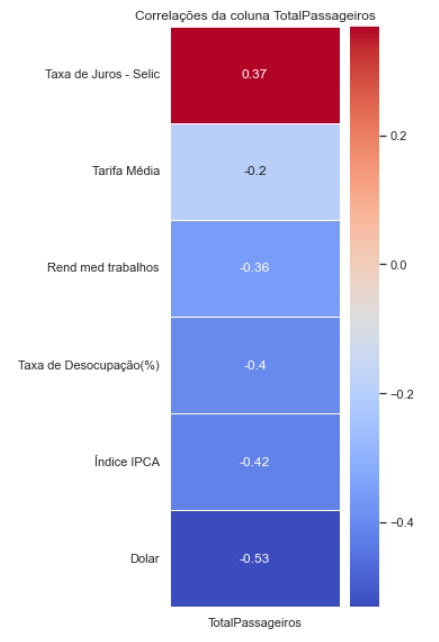 Correlações da coluna TotalPassageiros
Taxa de Juros - Selic 0.37
0.2
Tarifa Média -0.2
0.0
Rend med trabalhos -0.36
Taxa de Desocupação(%) -0.4
-0.2
Índice IPCA -0.42
-0.4
Dolar -0.53
TotalPassageiros